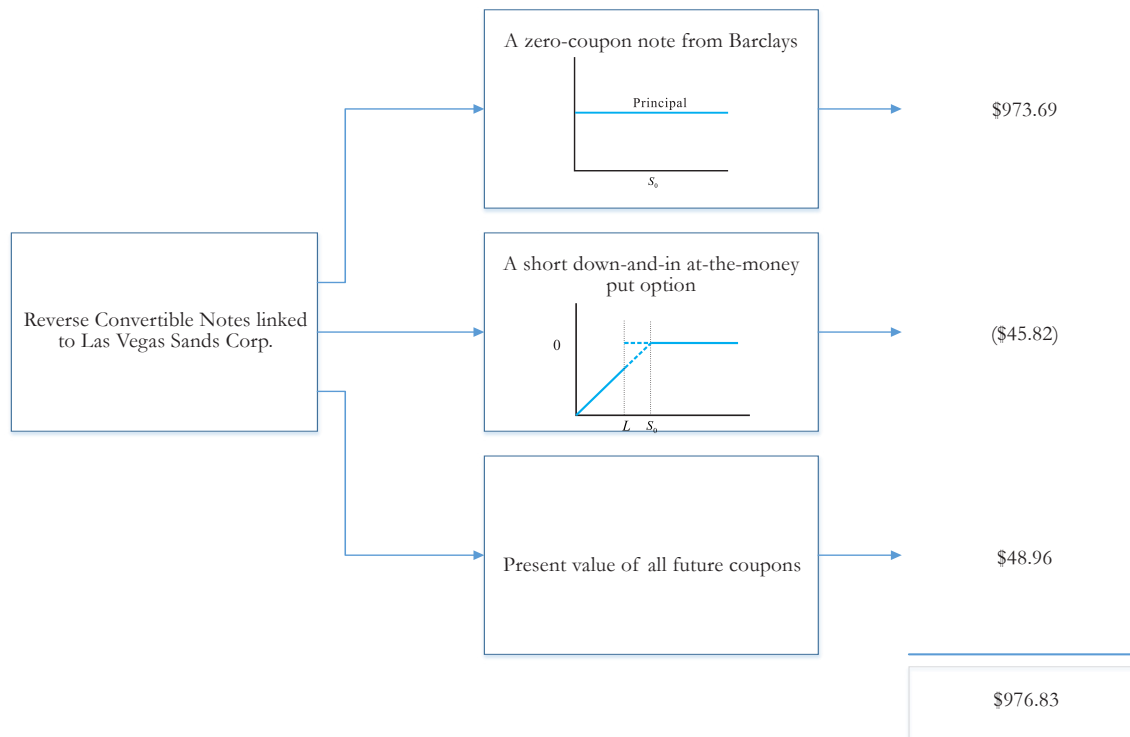 A zero-coupon note from Barclays
Principal
S₀
$973.69
Reverse Convertible Notes linked
to Las Vegas Sands Corp.
A short down-and-in at-the-money
put option
0
L S₀
($45.82)
Present value of all future coupons
$48.96
$976.83